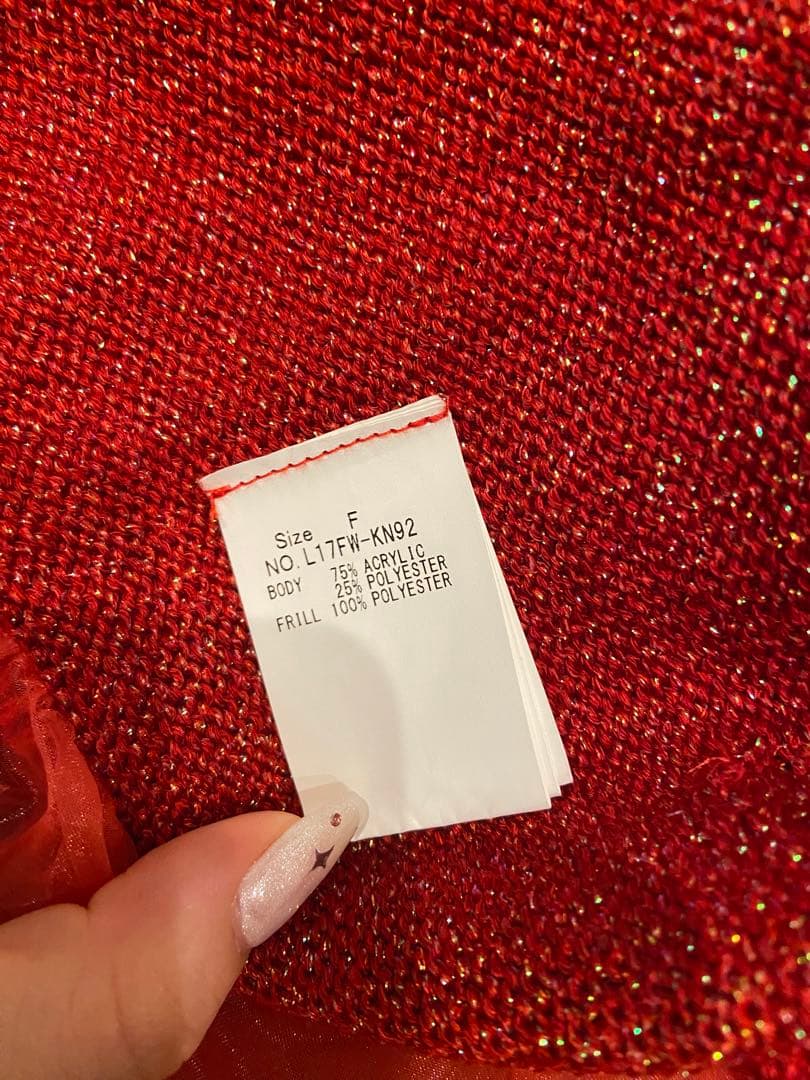 Size F
NO. L17FW-KN92
BODY 75% ACRYLIC
25% POLYESTER
FRILL 100% POLYESTER